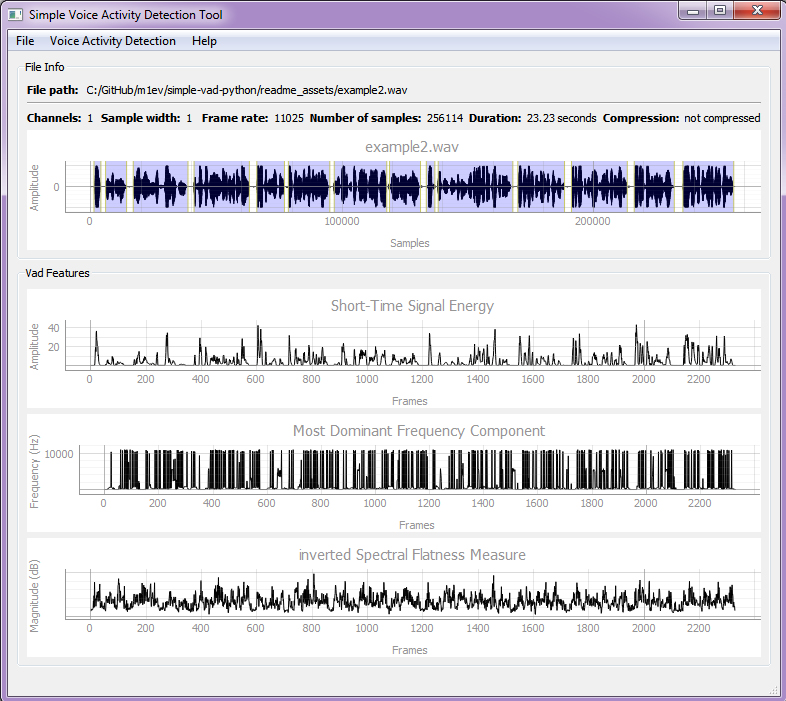 Simple Voice Activity Detection Tool
File Voice Activity Detection Help
File Info
File path: C:/GitHub/m1ev/simple-vad-python/readme_assets/example2.wav
Channels: 1 Sample width: 1 Frame rate: 11025 Number of samples: 256114 Duration: 23.23 seconds Compression: not compressed
example2.wav
Amplitude
0
0 100000 200000
Samples
Vad Features
Short-Time Signal Energy
Amplitude
40
20
0 200 400 600 800 1000 1200 1400 1600 1800 2000 2200
Frames
Most Dominant Frequency Component
Frequency (Hz)
10000
0 200 400 600 800 1000 1200 1400 1600 1800 2000 2200
Frames
inverted Spectral Flatness Measure
Magnitude (dB)
0 200 400 600 800 1000 1200 1400 1600 1800 2000 2200
Frames